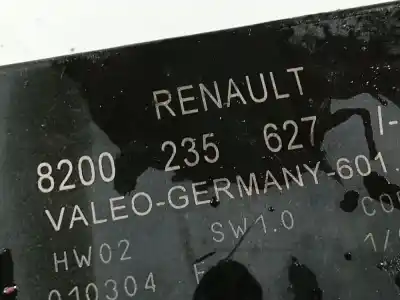 RENAULT
8200 235 627 /-
VALEO-GERMANY-601
HW02 SW1.0
010304